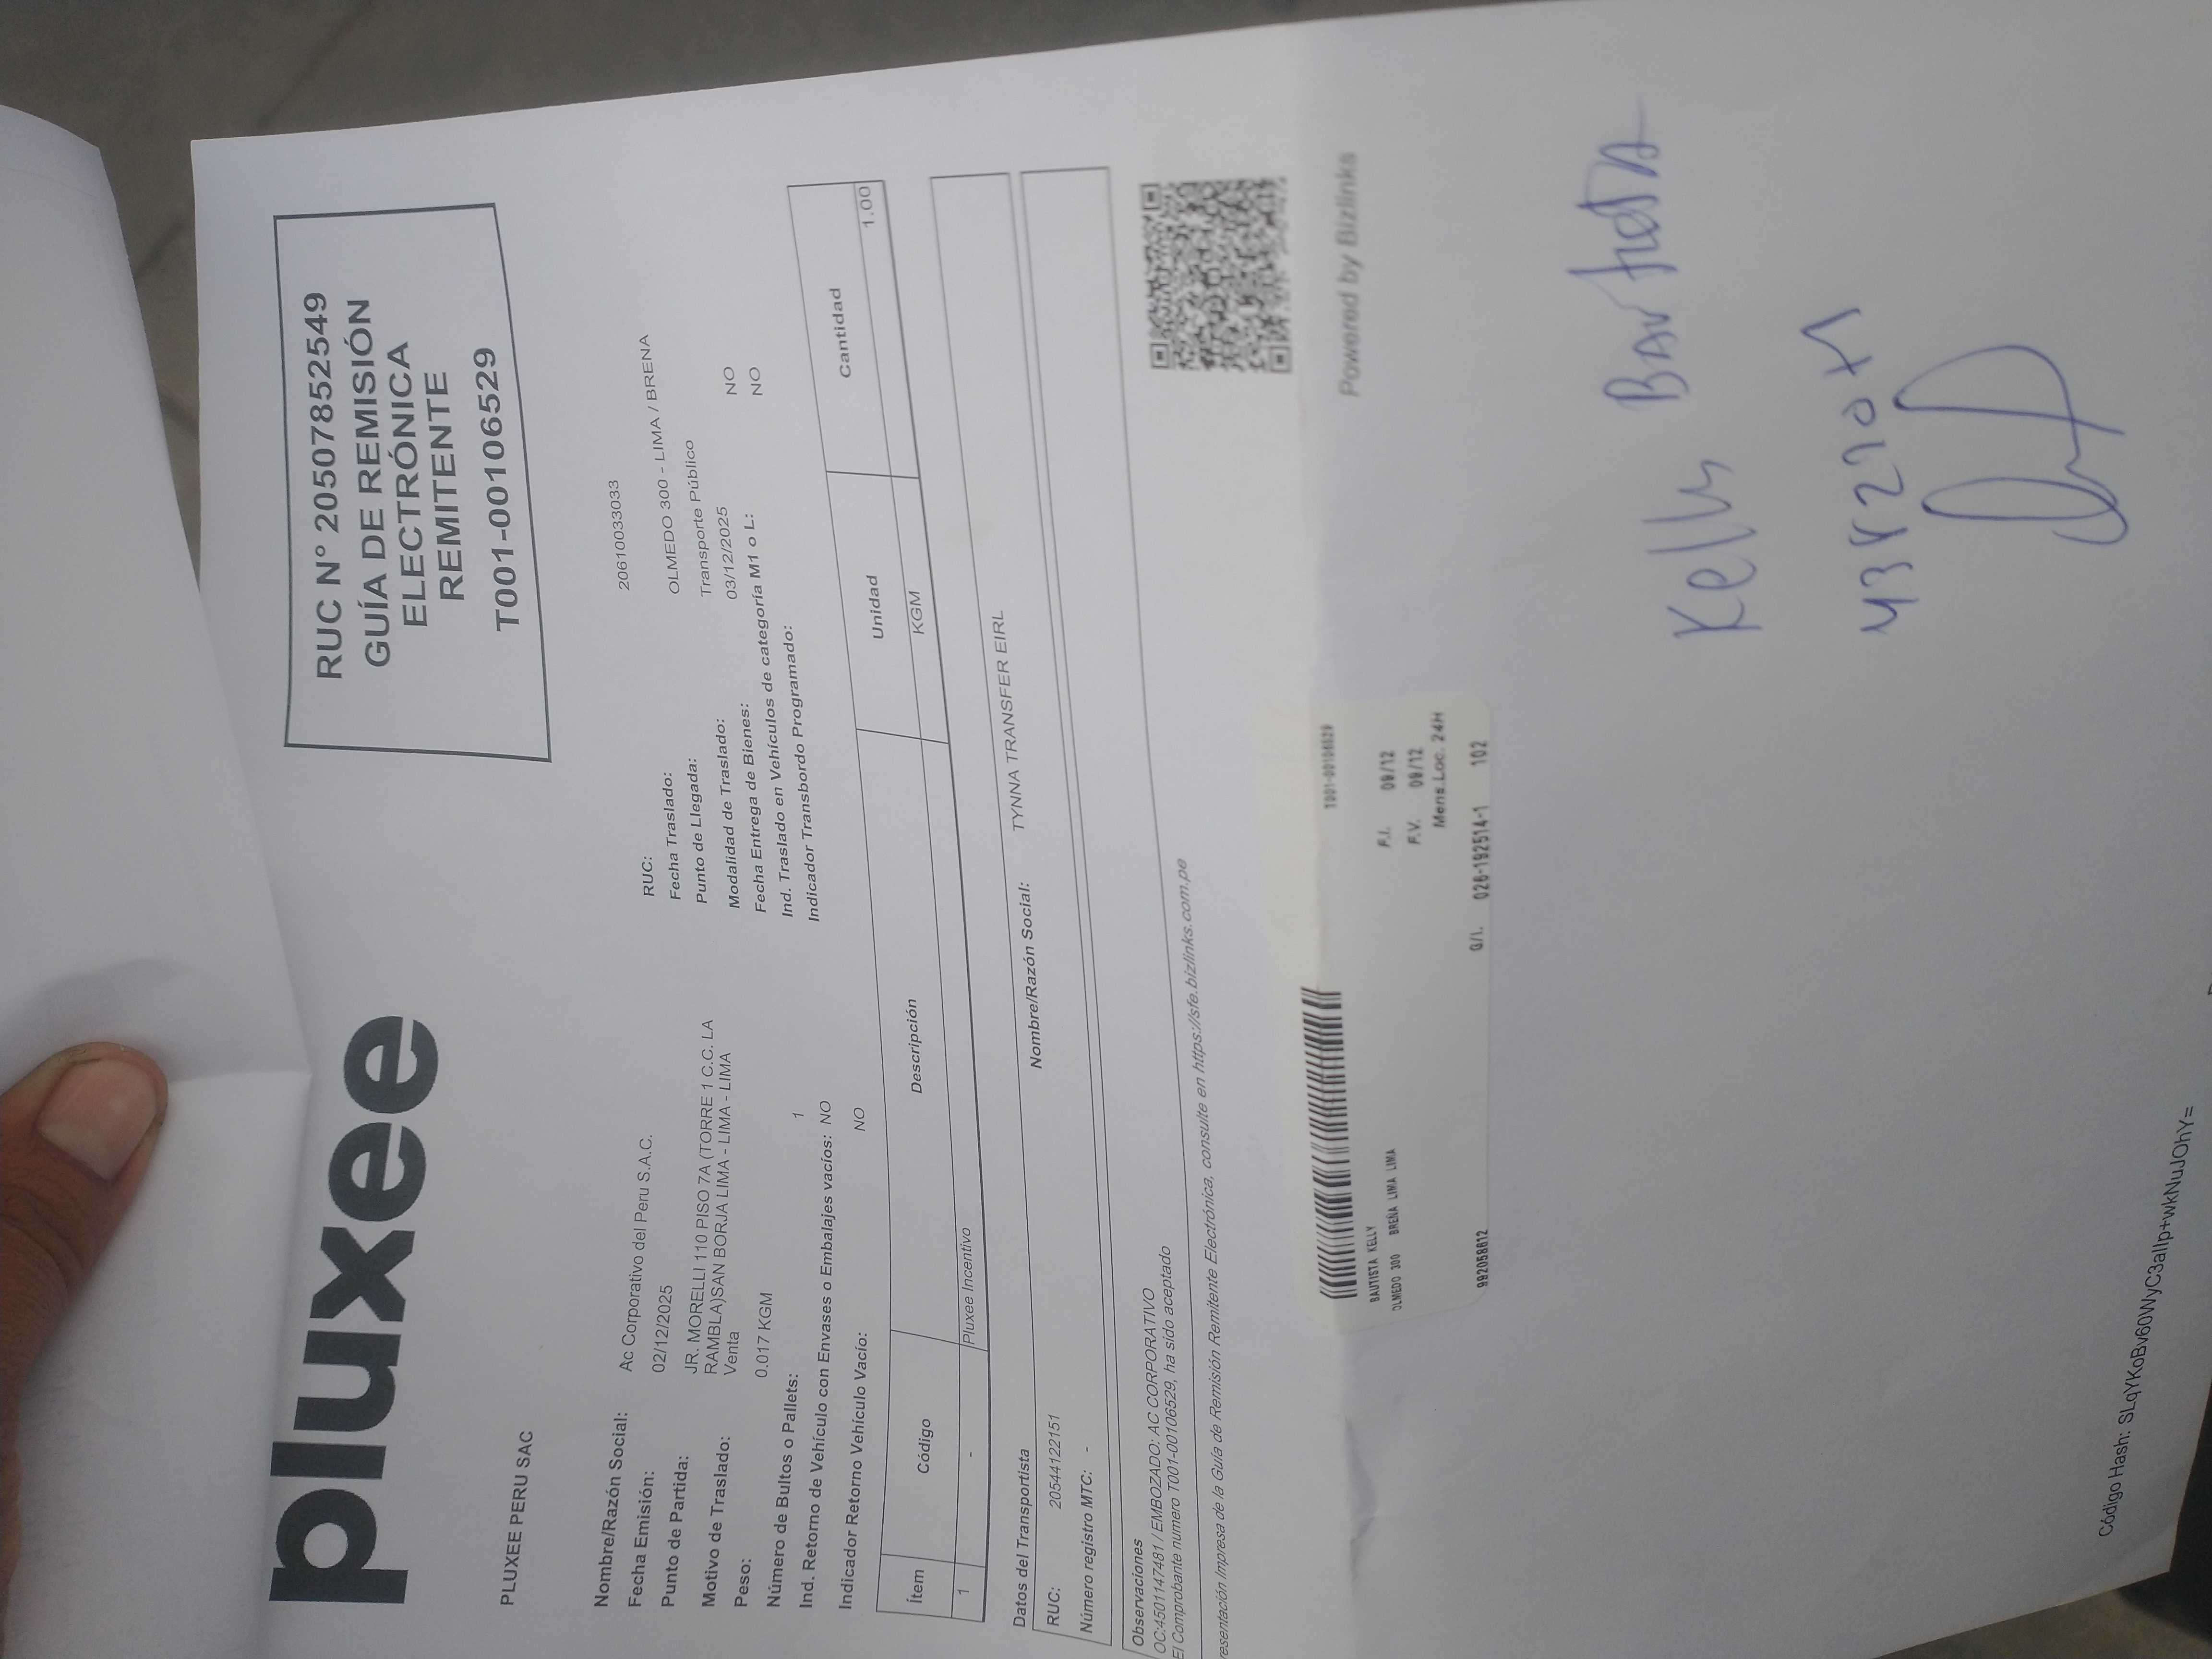 pluxee
RUC N° 20507852549
GUÍA DE REMISIÓN
ELECTRÓNICA
REMITENTE
T001-00106529
PLUXEE PERU SAC
Nombre/Razón Social: Ac Corporativo del Peru S.A.C.
Fecha Emisión: 02/12/2025
Punto de Partida: JR. MORELLI 110 PISO 7A (TORRE 1 C.C. LA
RAMBLA)SAN BORJA LIMA - LIMA - LIMA
Motivo de Traslado: Venta
Peso: 0.017 KGM
Número de Bultos o Pallets: 1
Ind. Retorno de Vehículo con Envases o Embalajes vacíos: NO
Indicador Retorno Vehículo Vacío: NO
RUC: 20610033033
Fecha Traslado:
Punto de Llegada: OLMEDO 300 - LIMA / BRENA
Modalidad de Traslado: Transporte Público
Fecha Entrega de Bienes: 03/12/2025
Ind. Traslado en Vehículos de categoría M1 o L: NO
Indicador Transbordo Programado: NO
Ítem Código Descripción Unidad Cantidad
1 - Pluxee Incentivo KGM 1.00
Datos del Transportista
RUC: 20544122151 Nombre/Razón Social: TYNNA TRANSFER EIRL
Número registro MTC: -
Observaciones
OC:4501147481 / EMBOZADO: AC CORPORATIVO
El Comprobante numero T001-00106529, ha sido aceptado
resentación Impresa de la Guía de Remisión Remitente Electrónica, consulte en https://sfe.bizlinks.com.pe
Powered by Bizlinks
T001-00106529
BAUTISTA KELLY
OLMEDO 300 BREÑA LIMA LIMA
F.I. 09/12
F.V. 09/12
Mens.Loc. 24H
992058812
G/I. 026-192514-1 102
Kelly Bautista
Código Hash: SLqYKoBv60WyC3aIlp+wkNuJOhY=